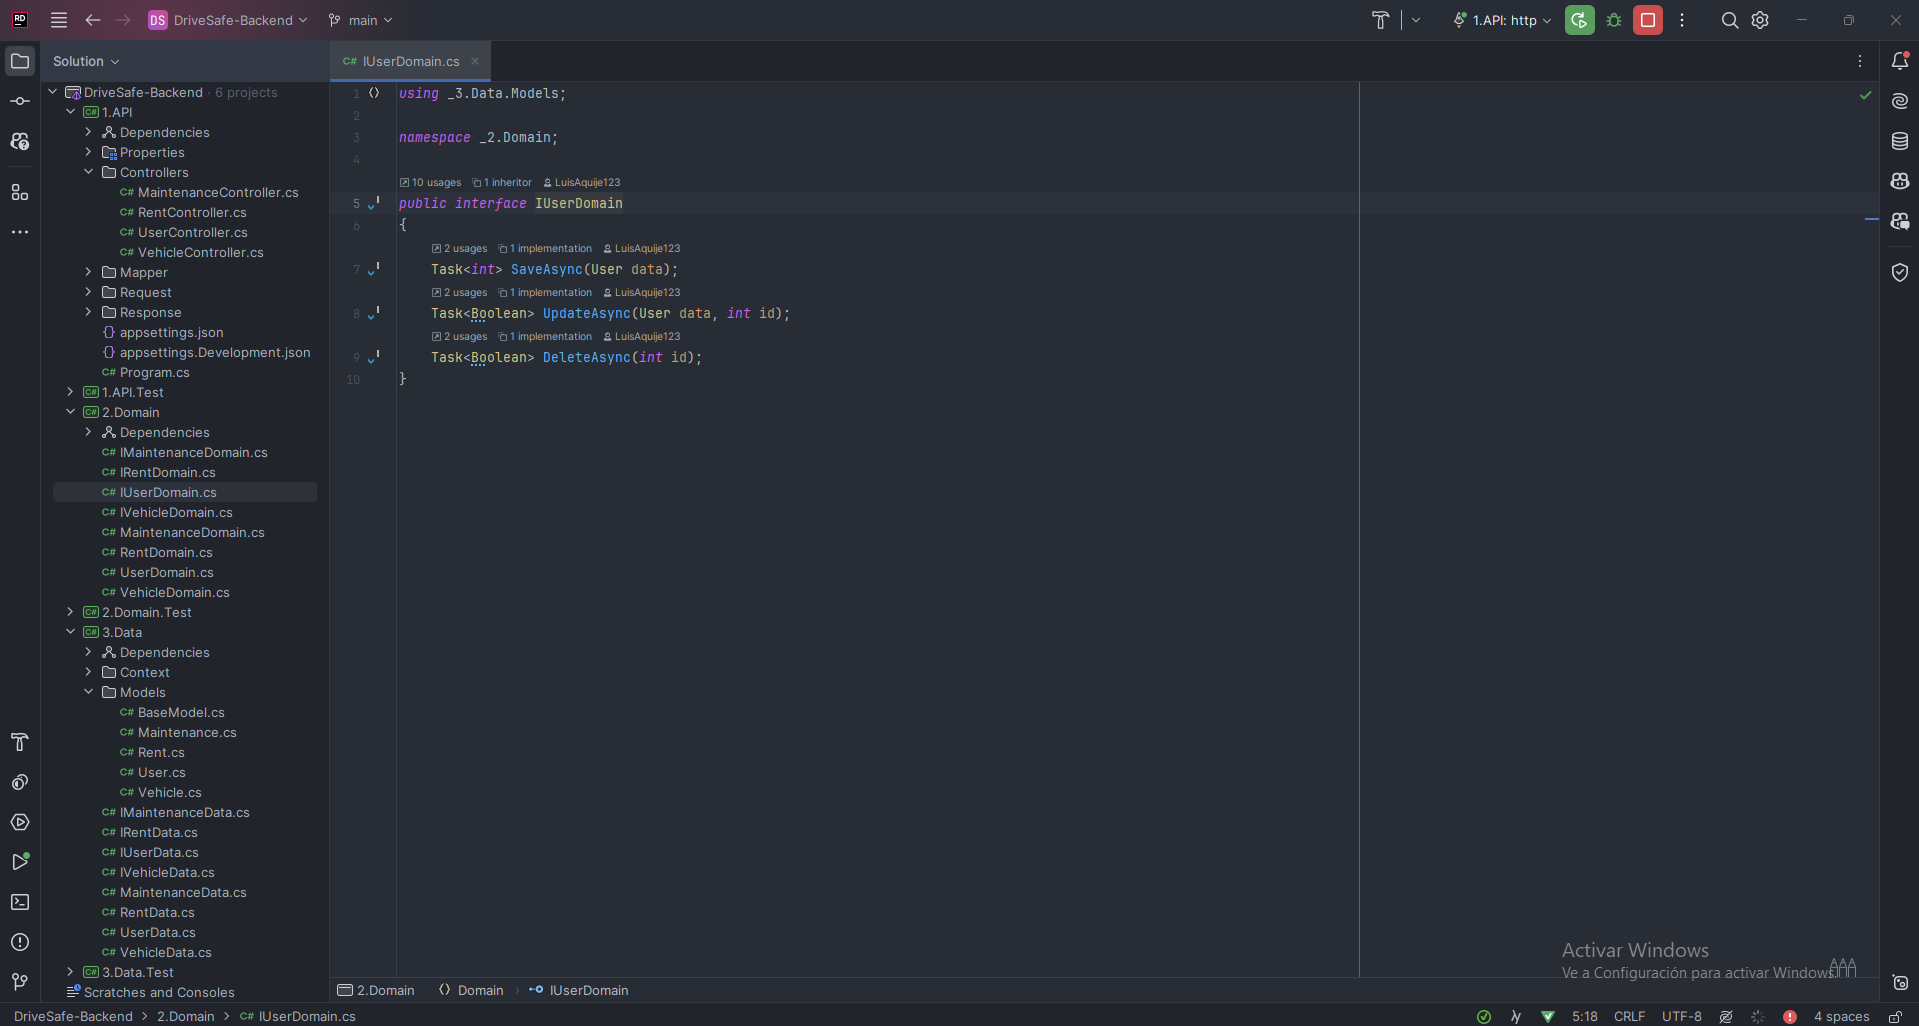 RD
DS DriveSafe-Backend
main
1.API: http
Solution
C# IUserDomain.cs
DriveSafe-Backend · 6 projects
C# 1.API
Dependencies
Properties
Controllers
C# MaintenanceController.cs
C# RentController.cs
C# UserController.cs
C# VehicleController.cs
Mapper
Request
Response
{} appsettings.json
{} appsettings.Development.json
C# Program.cs
C# 1.API.Test
C# 2.Domain
Dependencies
C# IMaintenanceDomain.cs
C# IRentDomain.cs
C# IUserDomain.cs
C# IVehicleDomain.cs
C# MaintenanceDomain.cs
C# RentDomain.cs
C# UserDomain.cs
C# VehicleDomain.cs
C# 2.Domain.Test
C# 3.Data
Dependencies
Context
Models
C# BaseModel.cs
C# Maintenance.cs
C# Rent.cs
C# User.cs
C# Vehicle.cs
C# IMaintenanceData.cs
C# IRentData.cs
C# IUserData.cs
C# IVehicleData.cs
C# MaintenanceData.cs
C# RentData.cs
C# UserData.cs
C# VehicleData.cs
C# 3.Data.Test
Scratches and Consoles
1 using _3.Data.Models;
2
3 namespace _2.Domain;
4
10 usages 1 inheritor LuisAquije123
5 public interface IUserDomain
6 {
2 usages 1 implementation LuisAquije123
7 Task<int> SaveAsync(User data);
2 usages 1 implementation LuisAquije123
8 Task<Boolean> UpdateAsync(User data, int id);
2 usages 1 implementation LuisAquije123
9 Task<Boolean> DeleteAsync(int id);
10 }
Activar Windows
Ve a Configuración para activar Windows.
2.Domain Domain IUserDomain
DriveSafe-Backend > 2.Domain > C# IUserDomain.cs
5:18 CRLF UTF-8 4 spaces